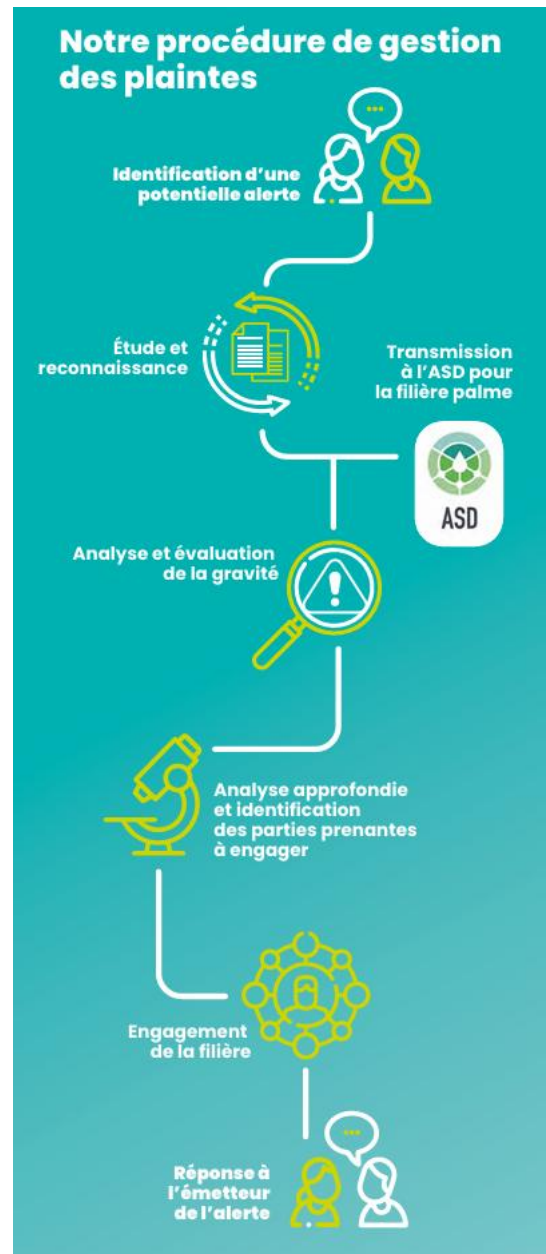 Notre procédure de gestion
des plaintes
Identification d’une
potentielle alerte
Étude et
reconnaissance
Transmission
à l’ASD pour
la filière palme
ASD
Analyse et évaluation
de la gravité
Analyse approfondie
et identification
des parties prenantes
à engager
Engagement
de la filière
Réponse à
l’émetteur
de l’alerte